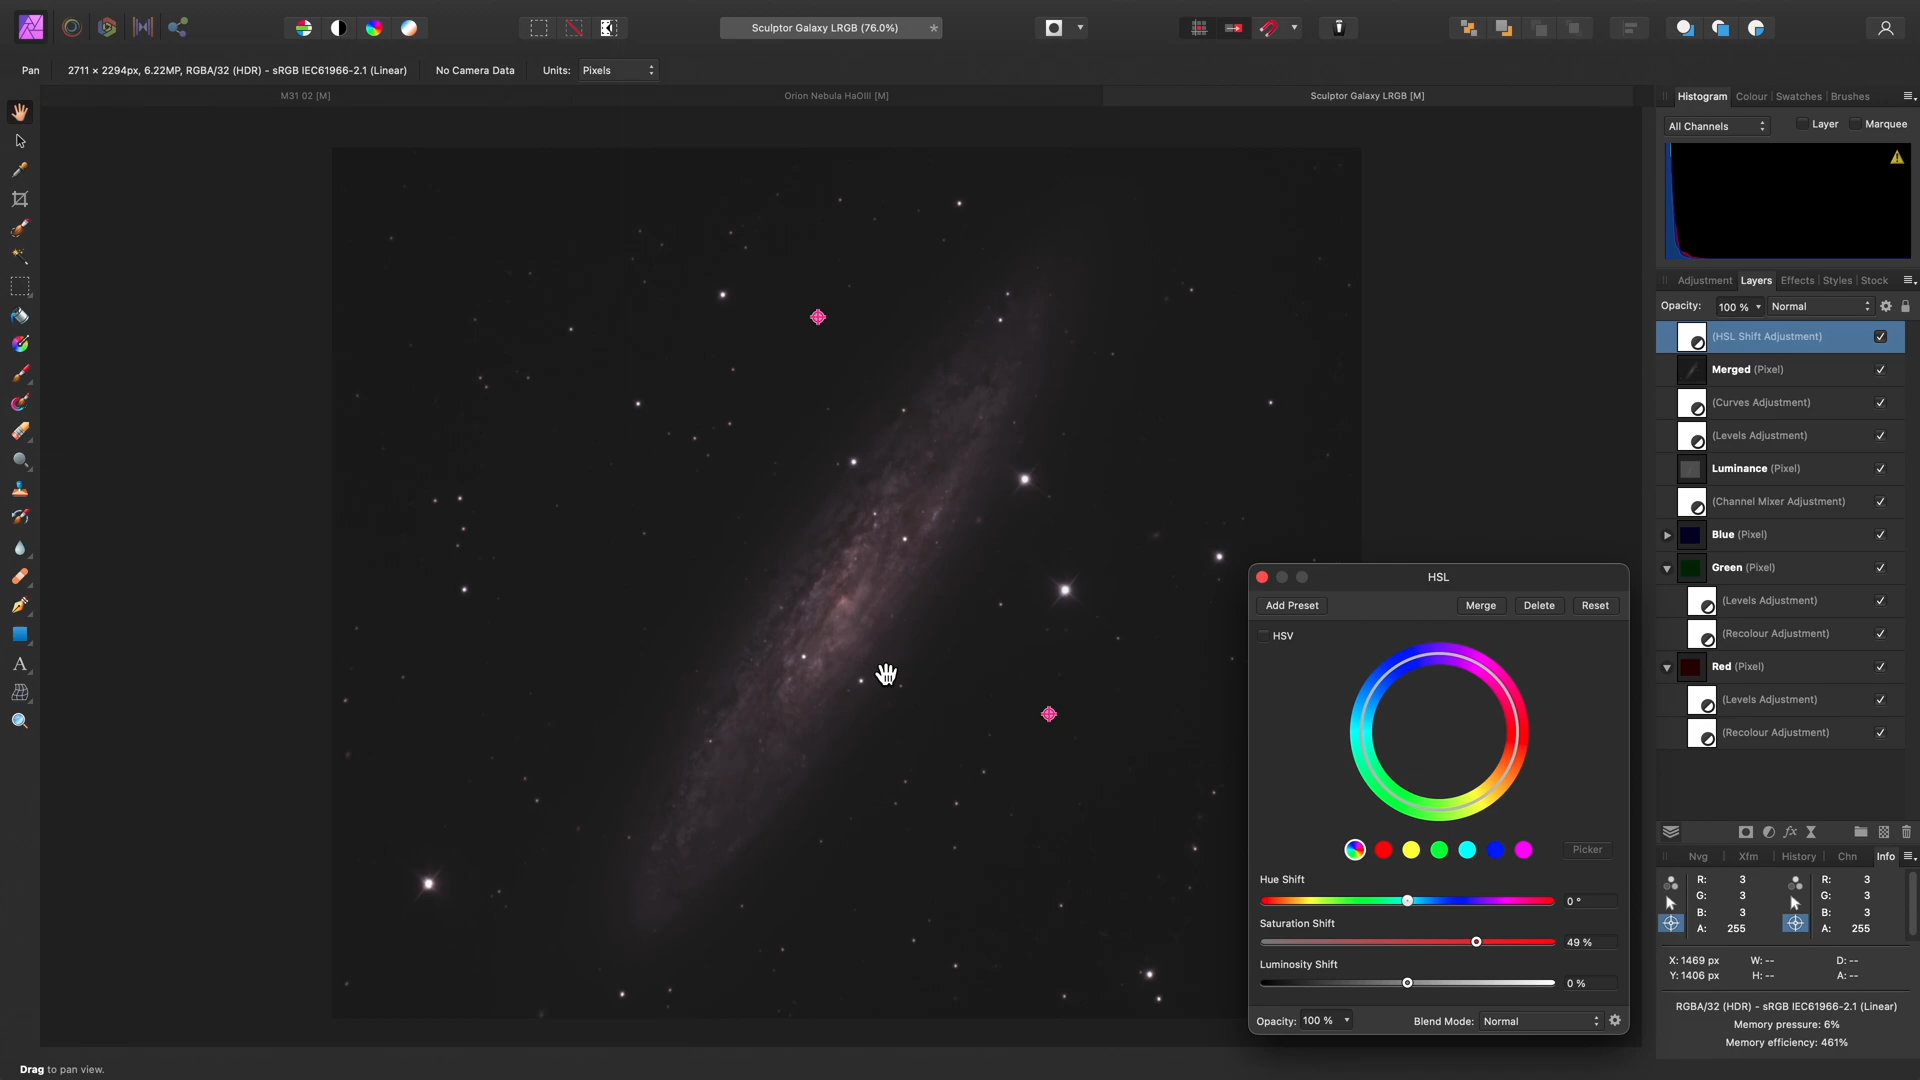 Sculptor Galaxy LRGB (76.0%)
Pan
2711 × 2294px, 6.22MP, RGBA/32 (HDR) - sRGB IEC61966-2.1 (Linear)
No Camera Data
Units:
Pixels
M31 02 [M]
Orion Nebula HaOIII [M]
Sculptor Galaxy LRGB [M]
Histogram
Colour
Swatches
Brushes
All Channels
Layer
Marquee
Adjustment
Layers
Effects
Styles
Stock
Opacity:
100 %
Normal
(HSL Shift Adjustment)
Merged (Pixel)
(Curves Adjustment)
(Levels Adjustment)
Luminance (Pixel)
(Channel Mixer Adjustment)
Blue (Pixel)
Green (Pixel)
(Levels Adjustment)
(Recolour Adjustment)
Red (Pixel)
(Levels Adjustment)
(Recolour Adjustment)
HSL
Add Preset
Merge
Delete
Reset
HSV
Picker
Hue Shift
0 °
Saturation Shift
49 %
Luminosity Shift
0 %
Opacity: 100 %
Blend Mode: Normal
fx
Nvg
Xfm
History
Chn
Info
R: 3
G: 3
B: 3
A: 255
R: 3
G: 3
B: 3
A: 255
X: 1469 px
Y: 1406 px
W: --
H: --
D: --
A: --
RGBA/32 (HDR) - sRGB IEC61966-2.1 (Linear)
Memory pressure: 6%
Memory efficiency: 461%
A
Drag to pan view.